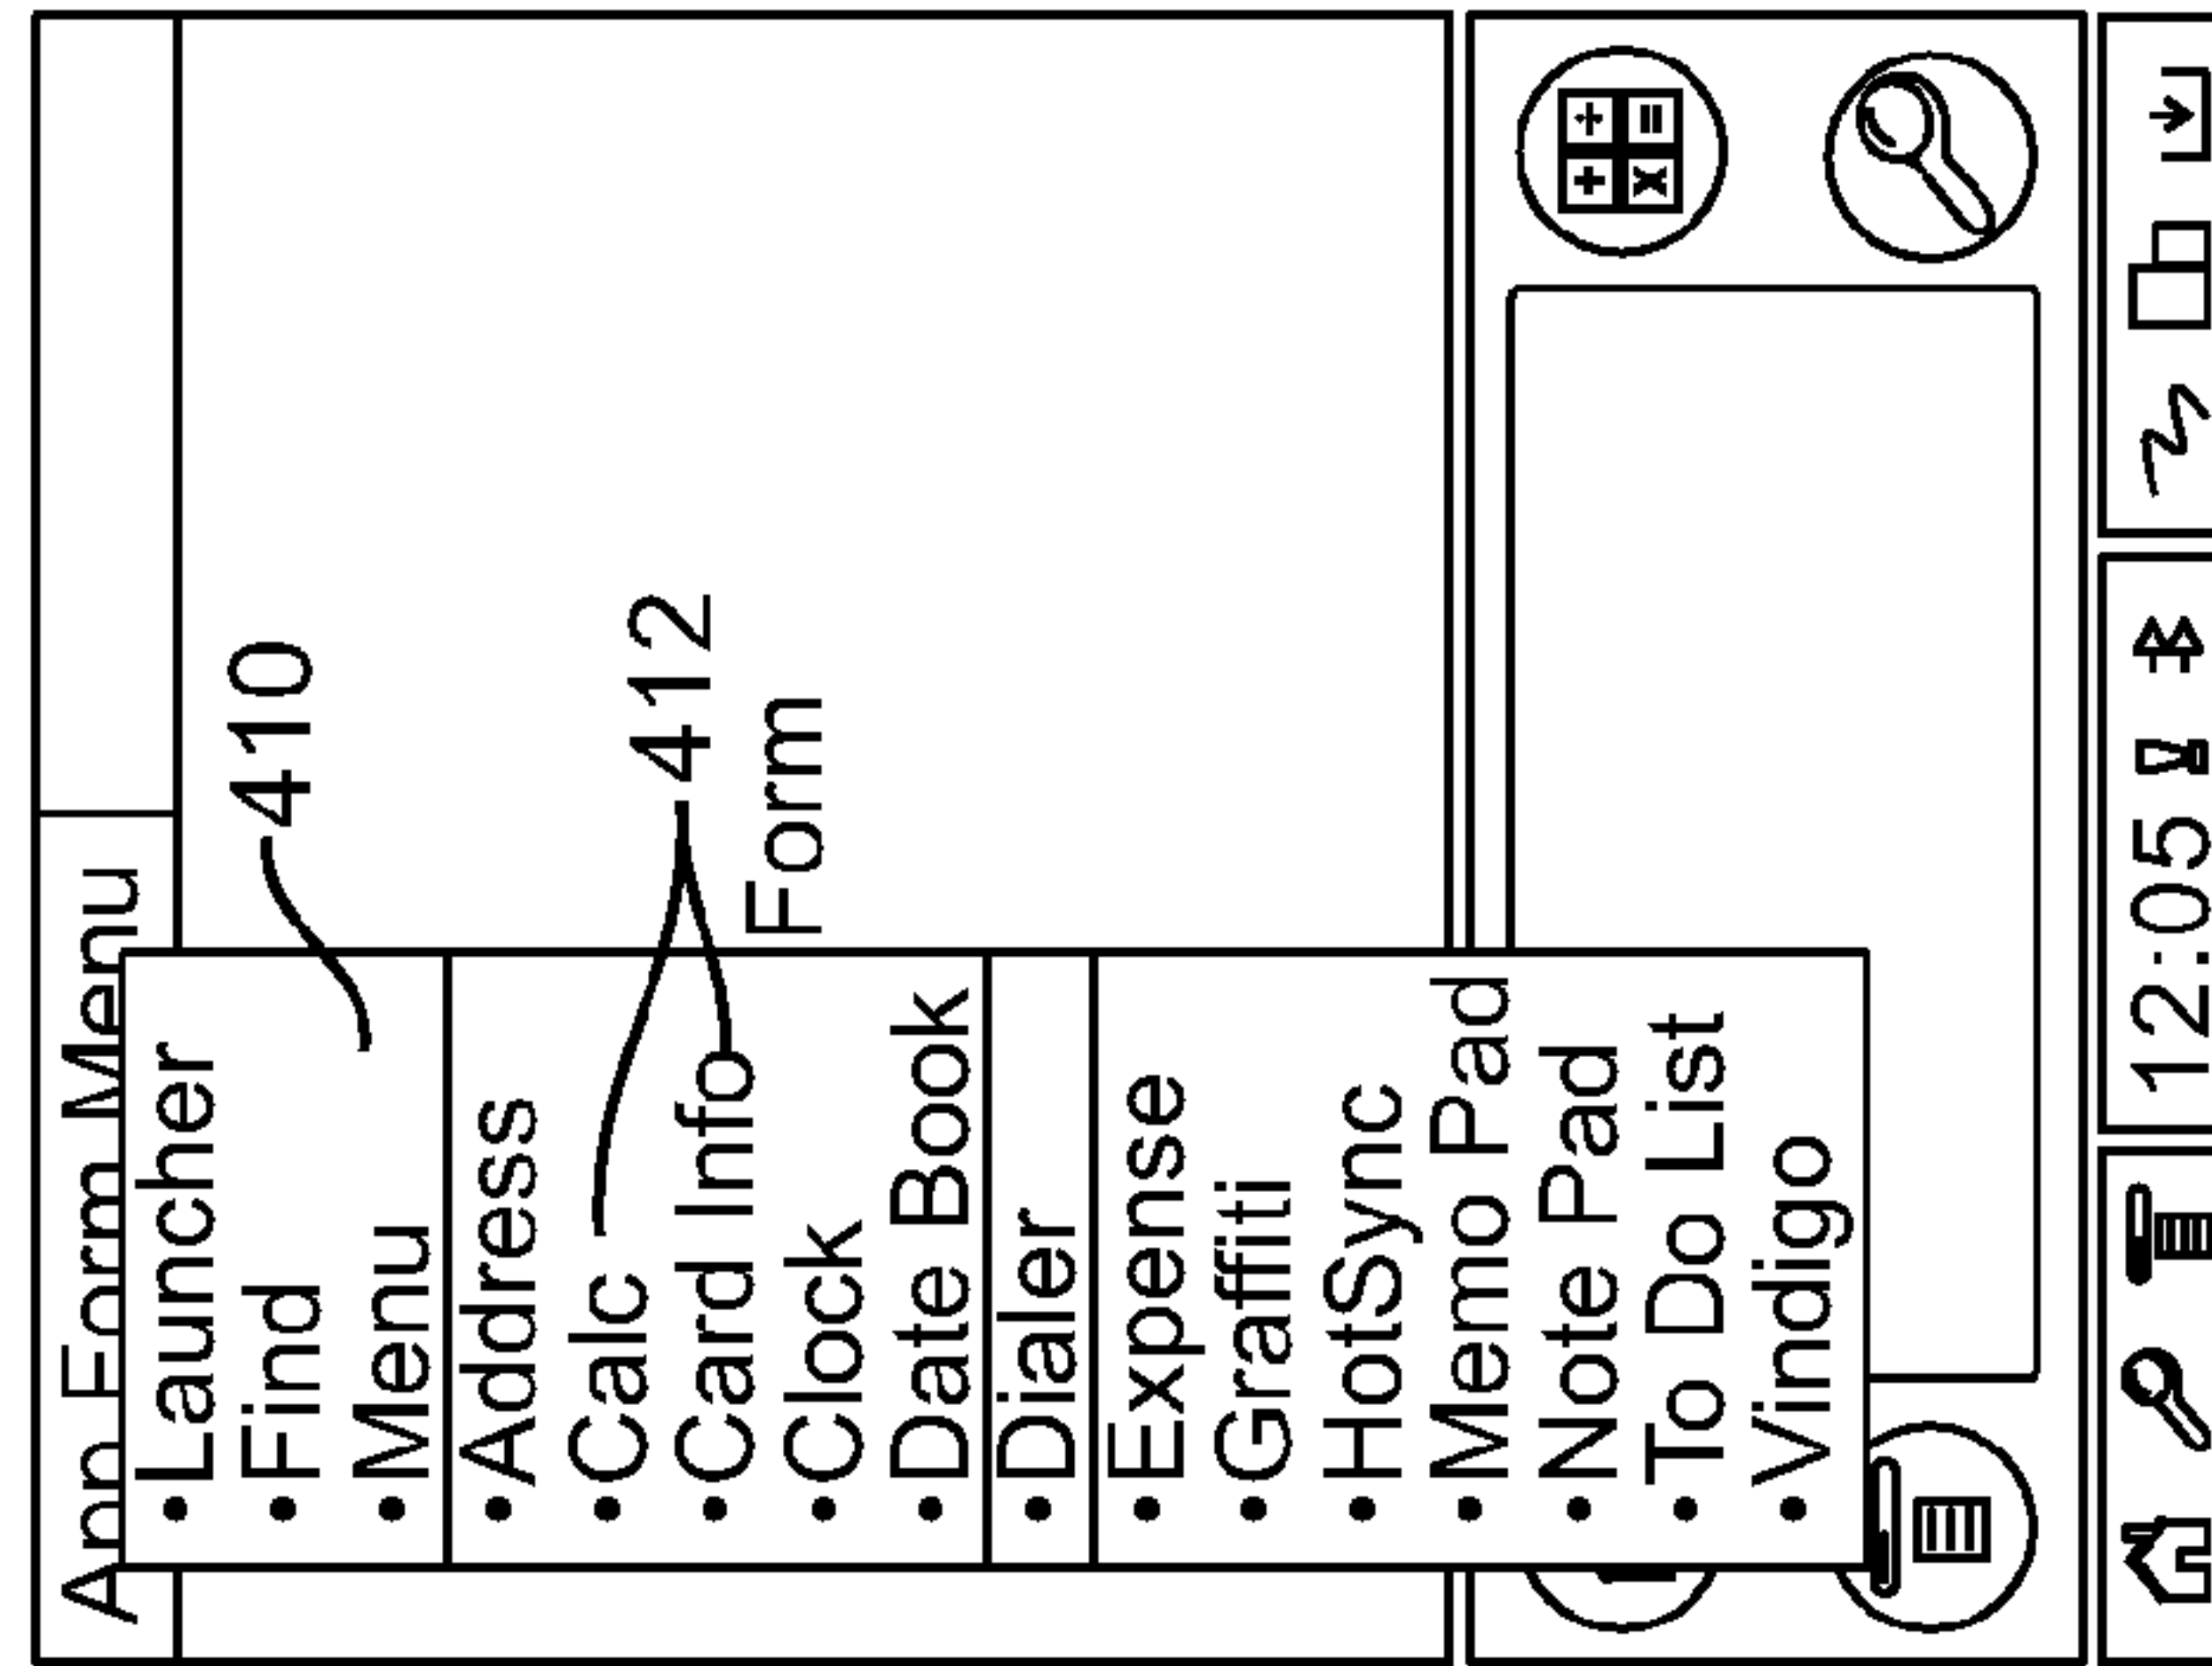 App Form Menu
• Launcher
• Find
• Menu
410
• Address
• Calc
• Card Info
412
• Clock
Form
• Date Book
• Dialer
• Expense
• Graffiti
• HotSync
• Memo Pad
• Note Pad
• To Do List
• Vindigo
12:05